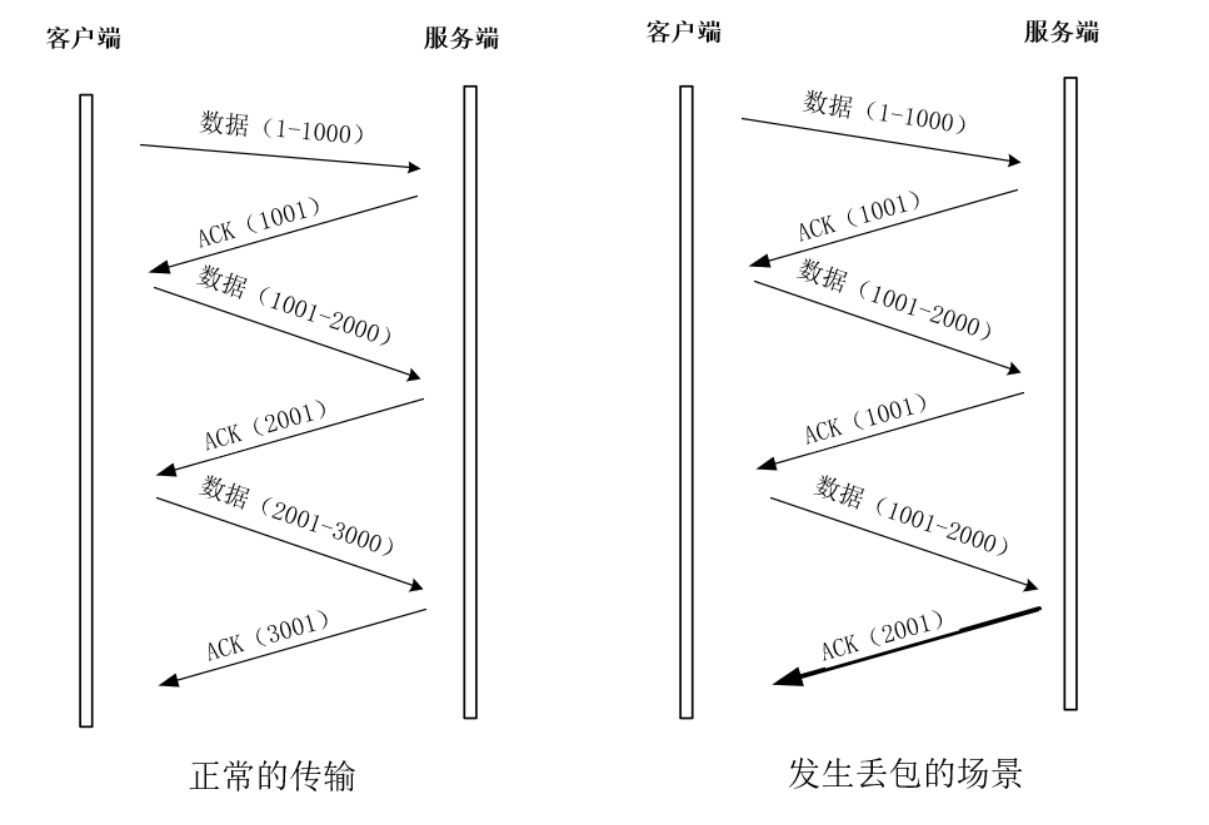 客户端
服务端
数据（1-1000）
ACK（1001）
数据（1001-2000）
ACK（2001）
数据（2001-3000）
ACK（3001）
正常的传输
客户端
服务端
数据（1-1000）
ACK（1001）
数据（1001-2000）
ACK（1001）
数据（1001-2000）
ACK（2001）
发生丢包的场景